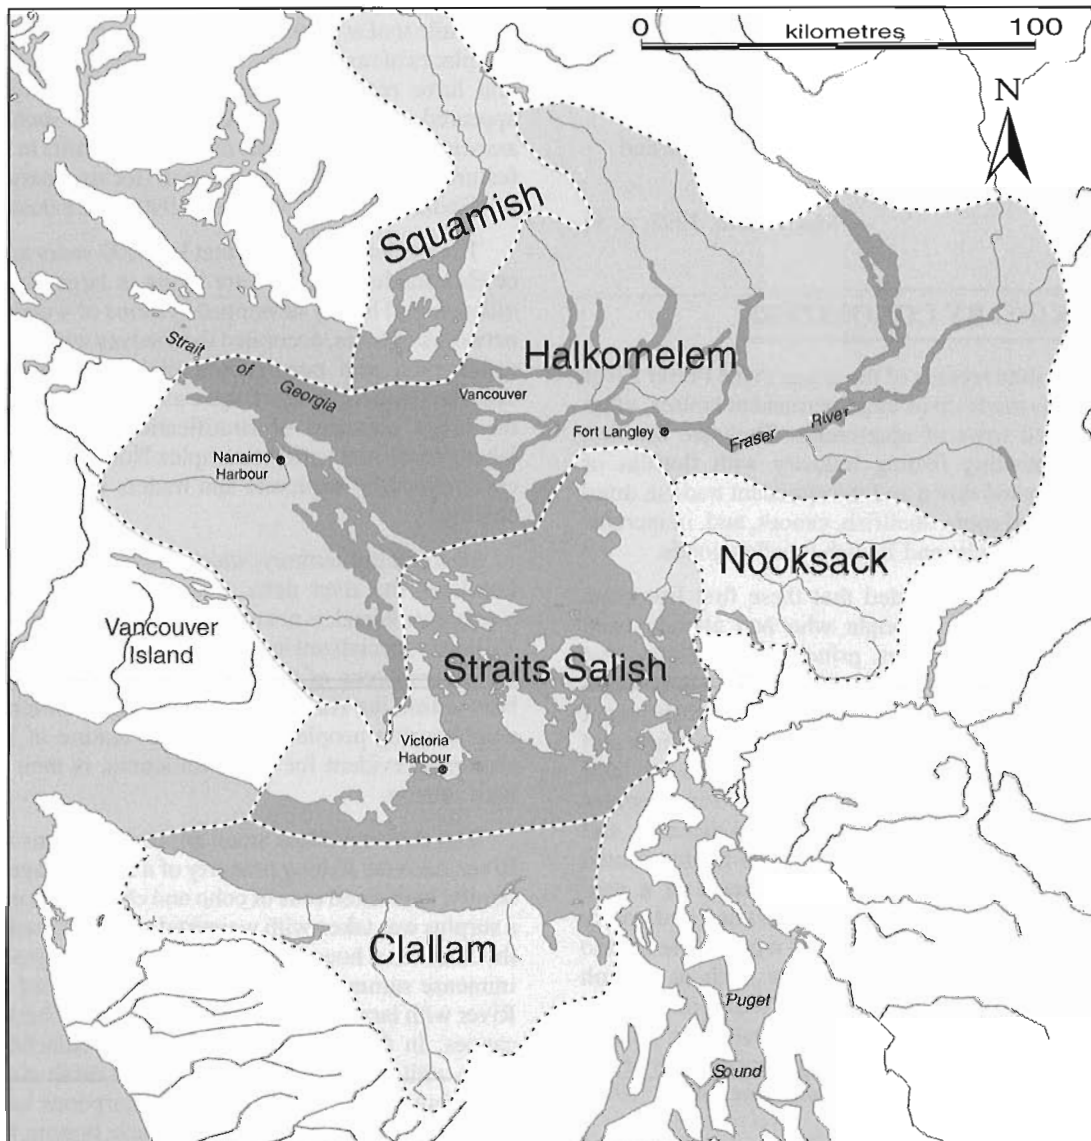 0 kilometres 100
N
Squamish
Strait of Georgia
Halkomelem
Vancouver
Fort Langley
Fraser River
Nanaimo
Harbour
Nooksack
Vancouver
Island
Straits Salish
Victoria
Harbour
Clallam
Puget
Sound